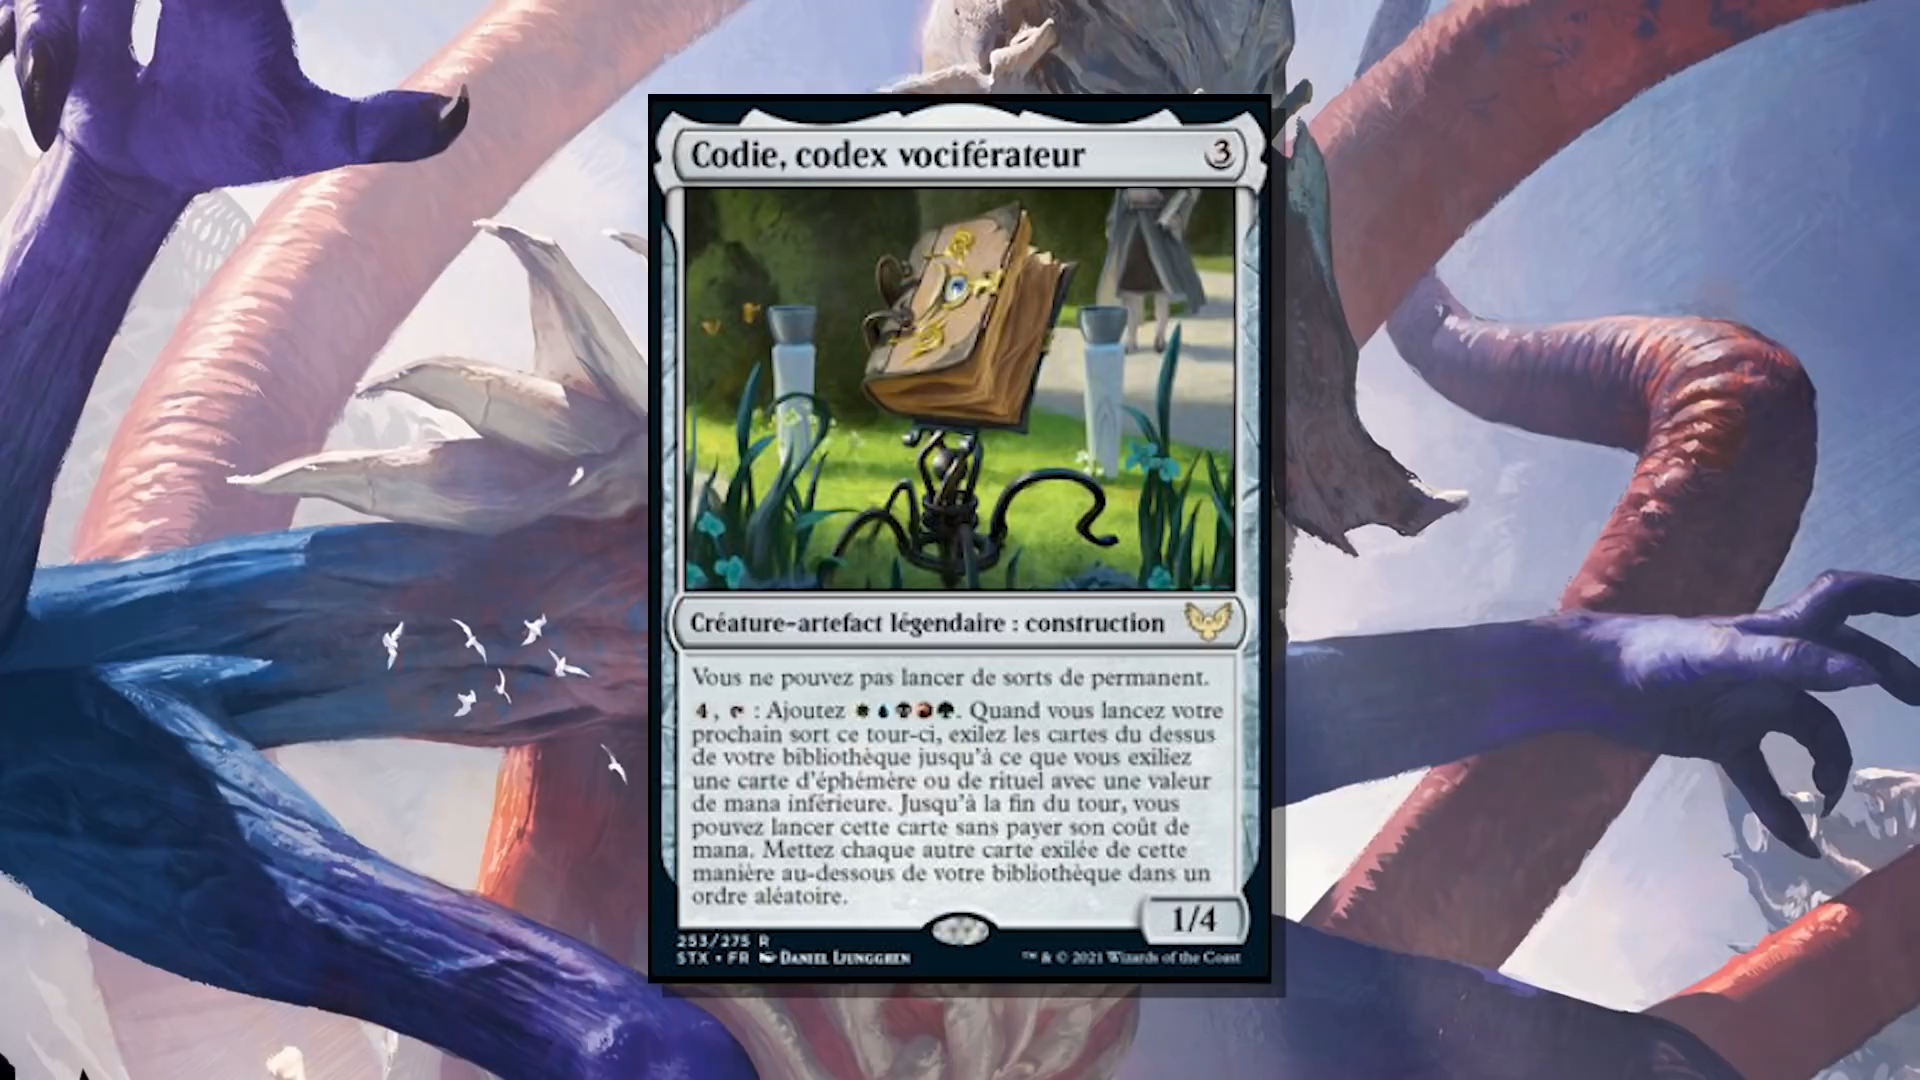 Codie, codex vociférateur 3
Créature-artefact légendaire : construction
Vous ne pouvez pas lancer de sorts de permanent.
4, : Ajoutez . Quand vous lancez votre
prochain sort ce tour-ci, exilez les cartes du dessus
de votre bibliothèque jusqu'à ce que vous exiliez
une carte d'éphémère ou de rituel avec une valeur
de mana inférieure. Jusqu'à la fin du tour, vous
pouvez lancer cette carte sans payer son coût de
mana. Mettez chaque autre carte exilée de cette
manière au-dessous de votre bibliothèque dans un
ordre aléatoire.
1/4
253/275 R
STX • FR Daniel Ljunggren
™ & © 2021 Wizards of the Coast